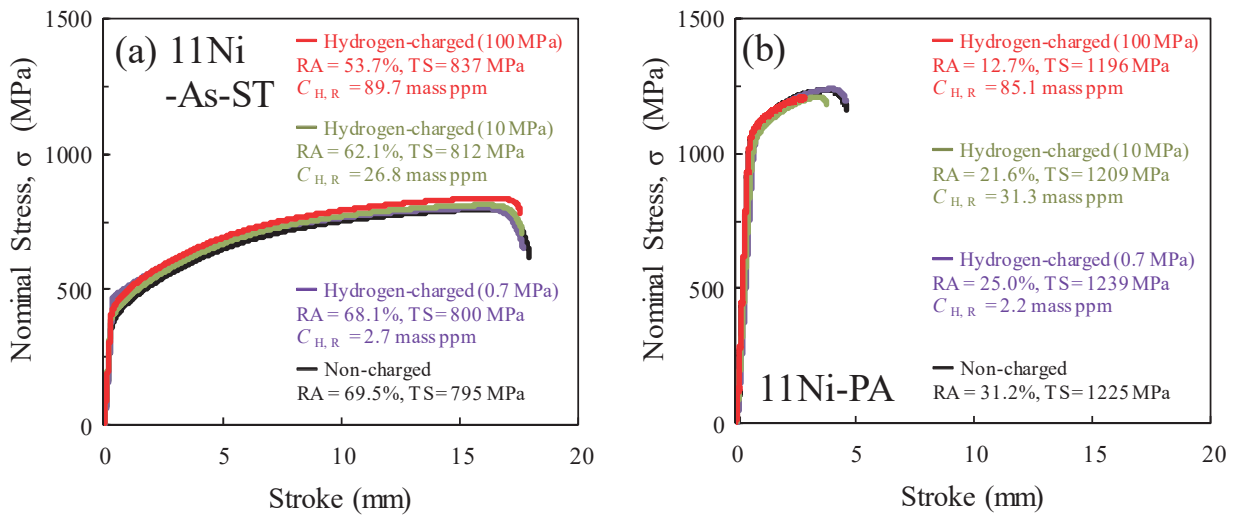 (a) 11Ni
-As-ST
Hydrogen-charged (100 MPa)
RA = 53.7%, TS = 837 MPa
C H, R = 89.7 mass ppm
Hydrogen-charged (10 MPa)
RA = 62.1%, TS = 812 MPa
C H, R = 26.8 mass ppm
Hydrogen-charged (0.7 MPa)
RA = 68.1%, TS = 800 MPa
C H, R = 2.7 mass ppm
Non-charged
RA = 69.5%, TS = 795 MPa
Nominal Stress, σ (MPa)
1500
1000
500
0
0 5 10 15 20
Stroke (mm)
(b)
Hydrogen-charged (100 MPa)
RA = 12.7%, TS = 1196 MPa
C H, R = 85.1 mass ppm
Hydrogen-charged (10 MPa)
RA = 21.6%, TS = 1209 MPa
C H, R = 31.3 mass ppm
Hydrogen-charged (0.7 MPa)
RA = 25.0%, TS = 1239 MPa
C H, R = 2.2 mass ppm
Non-charged
RA = 31.2%, TS = 1225 MPa
11Ni-PA
Nominal Stress, σ (MPa)
1500
1000
500
0
0 5 10 15 20
Stroke (mm)